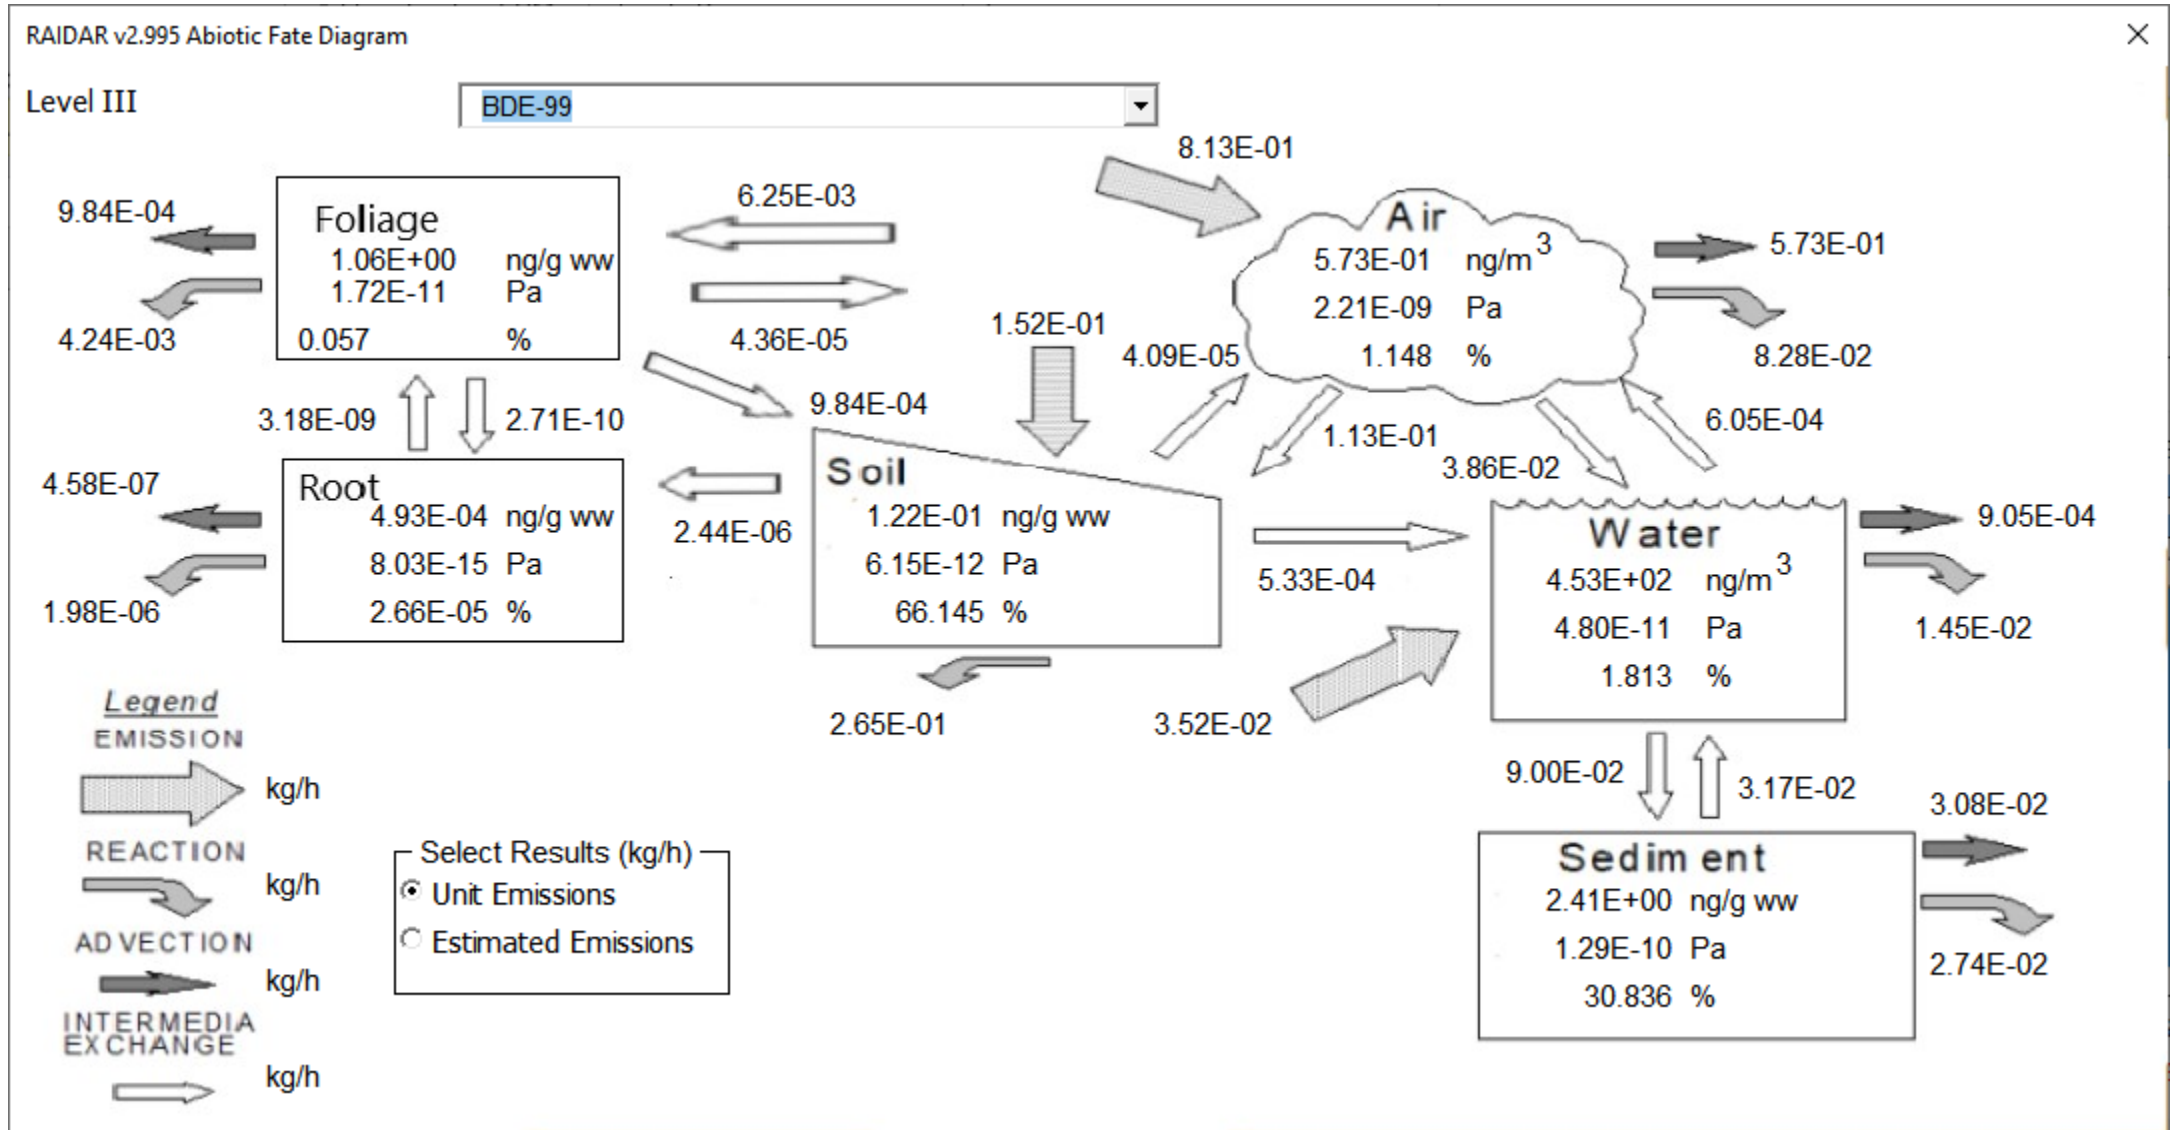 RAIDAR v2.995 Abiotic Fate Diagram
Level III
BDE-99
8.13E-01
9.84E-04
4.24E-03
Foliage
1.06E+00 ng/g ww
1.72E-11 Pa
0.057 %
6.25E-03
4.36E-05
1.52E-01
4.09E-05
Air
5.73E-01 ng/m3
2.21E-09 Pa
1.148 %
5.73E-01
8.28E-02
3.18E-09
2.71E-10
9.84E-04
1.13E-01
3.86E-02
6.05E-04
4.58E-07
1.98E-06
Root
4.93E-04 ng/g ww
8.03E-15 Pa
2.66E-05 %
2.44E-06
Soil
1.22E-01 ng/g ww
6.15E-12 Pa
66.145 %
2.65E-01
5.33E-04
3.52E-02
Water
4.53E+02 ng/m3
4.80E-11 Pa
1.813 %
9.05E-04
1.45E-02
9.00E-02
3.17E-02
Sediment
2.41E+00 ng/g ww
1.29E-10 Pa
30.836 %
3.08E-02
2.74E-02
Legend
EMISSION
kg/h
REACTION
kg/h
ADVECTION
kg/h
INTERMEDIA
EXCHANGE
kg/h
Select Results (kg/h)
Unit Emissions
Estimated Emissions